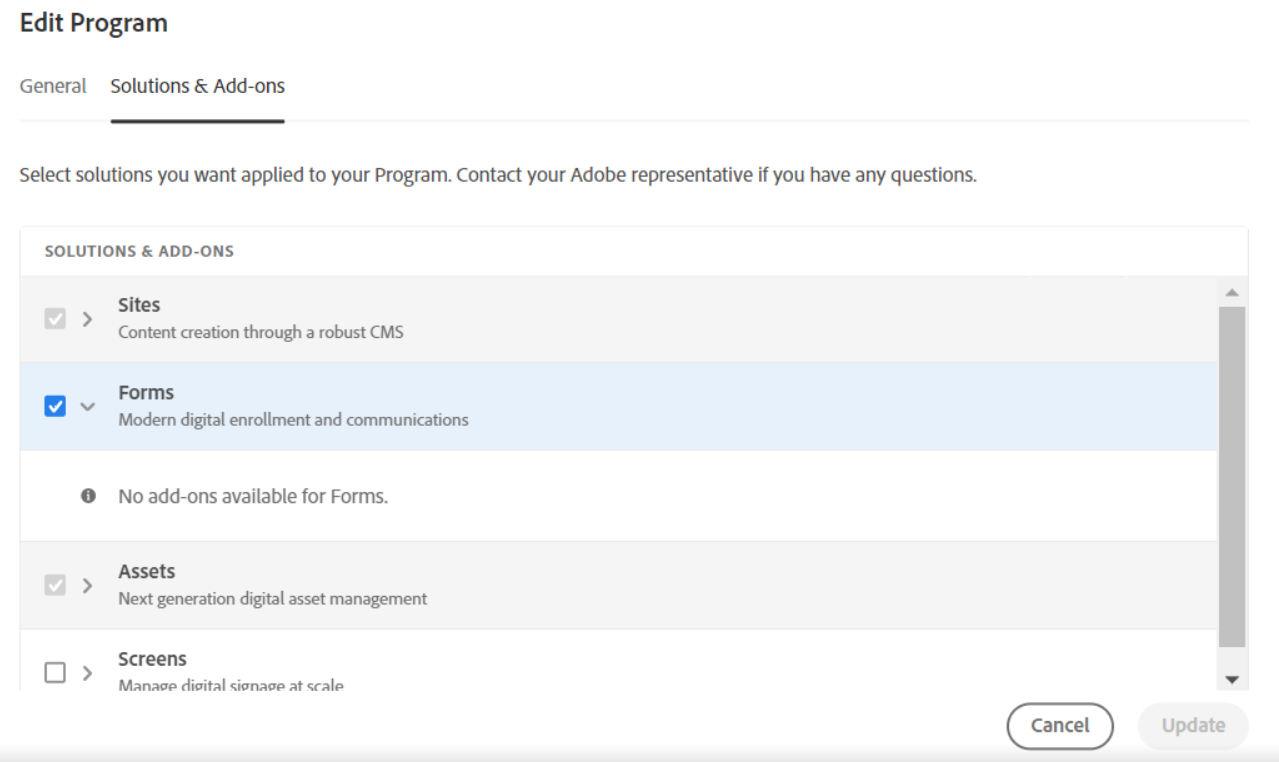 Edit Program
General Solutions & Add-ons
Select solutions you want applied to your Program. Contact your Adobe representative if you have any questions.
SOLUTIONS & ADD-ONS
Sites
Content creation through a robust CMS
Forms
Modern digital enrollment and communications
No add-ons available for Forms.
Assets
Next generation digital asset management
Screens
Manage digital signage at scale
Cancel Update